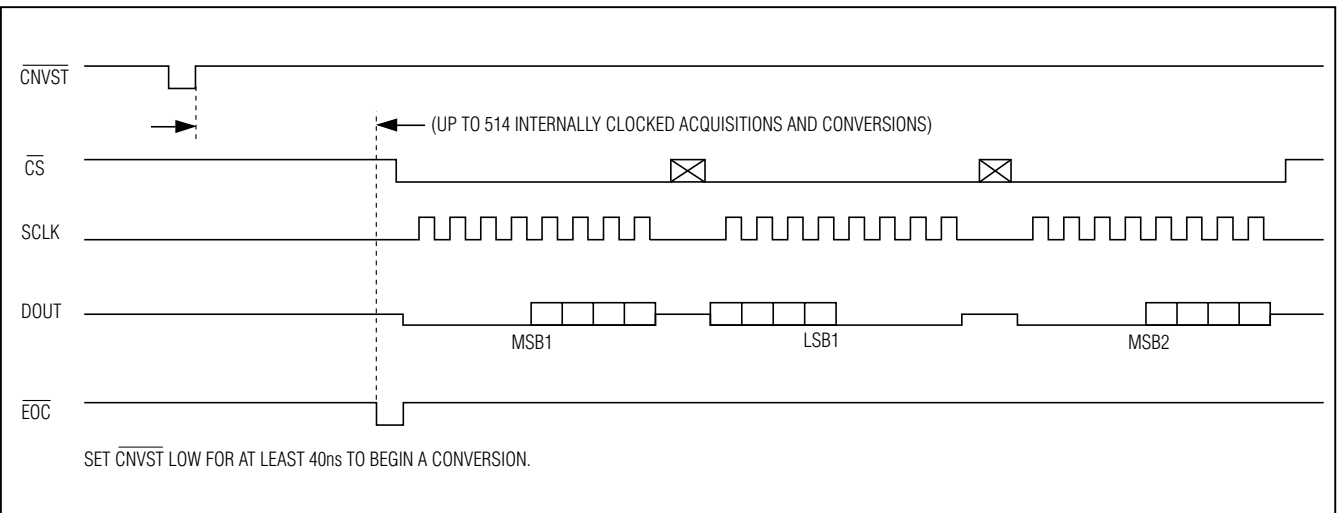 CNVST
(UP TO 514 INTERNALLY CLOCKED ACQUISITIONS AND CONVERSIONS)
CS
SCLK
DOUT
MSB1
LSB1
MSB2
EOC
SET CNVST LOW FOR AT LEAST 40ns TO BEGIN A CONVERSION.